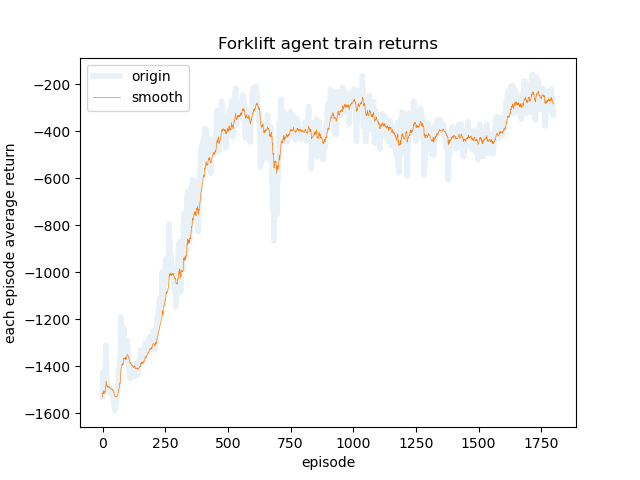 Forklift agent train returns
origin
smooth
−200
−400
−600
−800
−1000
−1200
−1400
−1600
each episode average return
0 250 500 750 1000 1250 1500 1750
episode